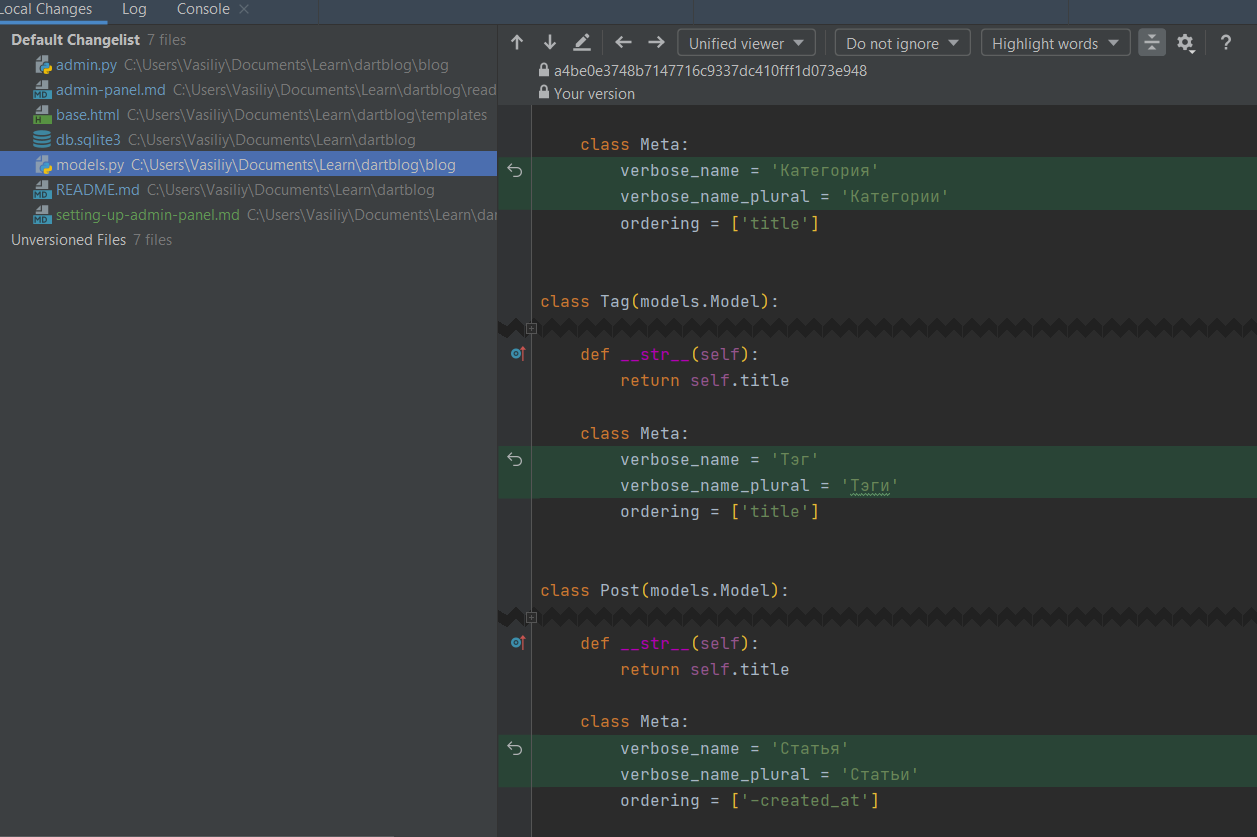 Local Changes Log Console
Default Changelist 7 files
admin.py C:\Users\Vasiliy\Documents\Learn\dartblog\blog
admin-panel.md C:\Users\Vasiliy\Documents\Learn\dartblog\read
base.html C:\Users\Vasiliy\Documents\Learn\dartblog\templates
db.sqlite3 C:\Users\Vasiliy\Documents\Learn\dartblog
models.py C:\Users\Vasiliy\Documents\Learn\dartblog\blog
README.md C:\Users\Vasiliy\Documents\Learn\dartblog
setting-up-admin-panel.md C:\Users\Vasiliy\Documents\Learn\dar
Unversioned Files 7 files
Unified viewer Do not ignore Highlight words ?
a4be0e3748b7147716c9337dc410fff1d073e948
Your version
class Meta:
verbose_name = 'Категория'
verbose_name_plural = 'Категории'
ordering = ['title']
class Tag(models.Model):
def __str__(self):
return self.title
class Meta:
verbose_name = 'Тэг'
verbose_name_plural = 'Тэги'
ordering = ['title']
class Post(models.Model):
def __str__(self):
return self.title
class Meta:
verbose_name = 'Статья'
verbose_name_plural = 'Статьи'
ordering = ['-created_at']